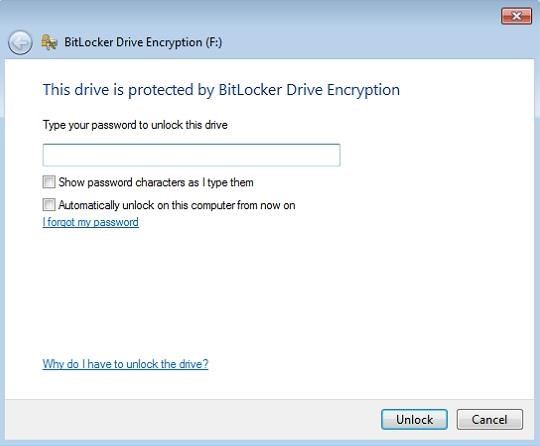 BitLocker Drive Encryption (F:)
This drive is protected by BitLocker Drive Encryption
Type your password to unlock this drive
Show password characters as I type them
Automatically unlock on this computer from now on
I forgot my password
Why do I have to unlock the drive?
Unlock Cancel